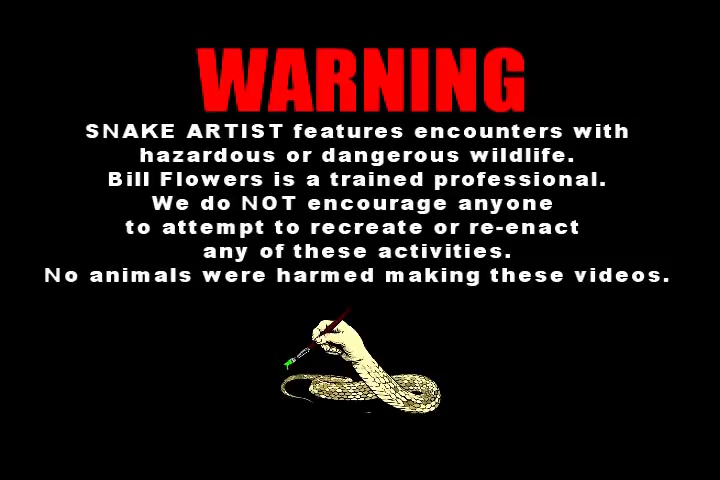 WARNING
SNAKE ARTIST features encounters with
hazardous or dangerous wildlife.
Bill Flowers is a trained professional.
We do NOT encourage anyone
to attempt to recreate or re-enact
any of these activities.
No animals were harmed making these videos.